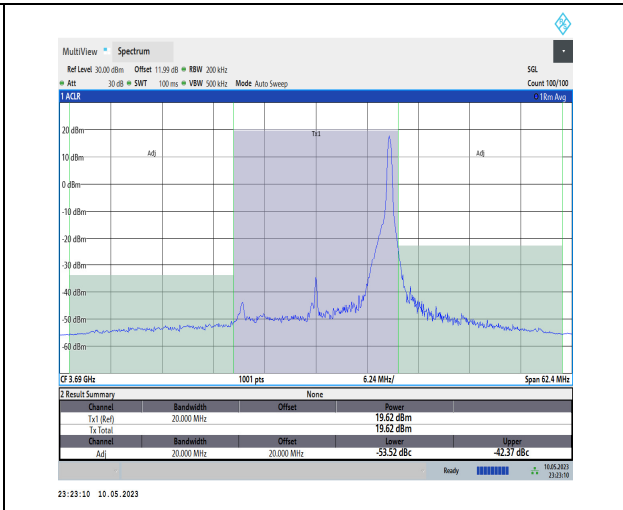 MultiView Spectrum
Ref Level 30.00 dBm Offset 11.99 dB RBW 200 kHz SGL
Att 30 dB SWT 100 ms VBW 500 kHz Mode Auto Sweep Count 100/100
1 ACLR 1Rm Avg
Tx1
20 dBm
Adj Adj
10 dBm
0 dBm
-10 dBm
-20 dBm
-30 dBm
-40 dBm
-50 dBm
-60 dBm
CF 3.69 GHz 1001 pts 6.24 MHz/ Span 62.4 MHz
2 Result Summary None
Channel Bandwidth Offset Power
Tx1 (Ref) 20.000 MHz 19.62 dBm
Tx Total 19.62 dBm
Channel Bandwidth Offset Lower Upper
Adj 20.000 MHz 20.000 MHz -53.52 dBc -42.37 dBc
Ready 10.05.2023
23:23:10
23:23:10 10.05.2023